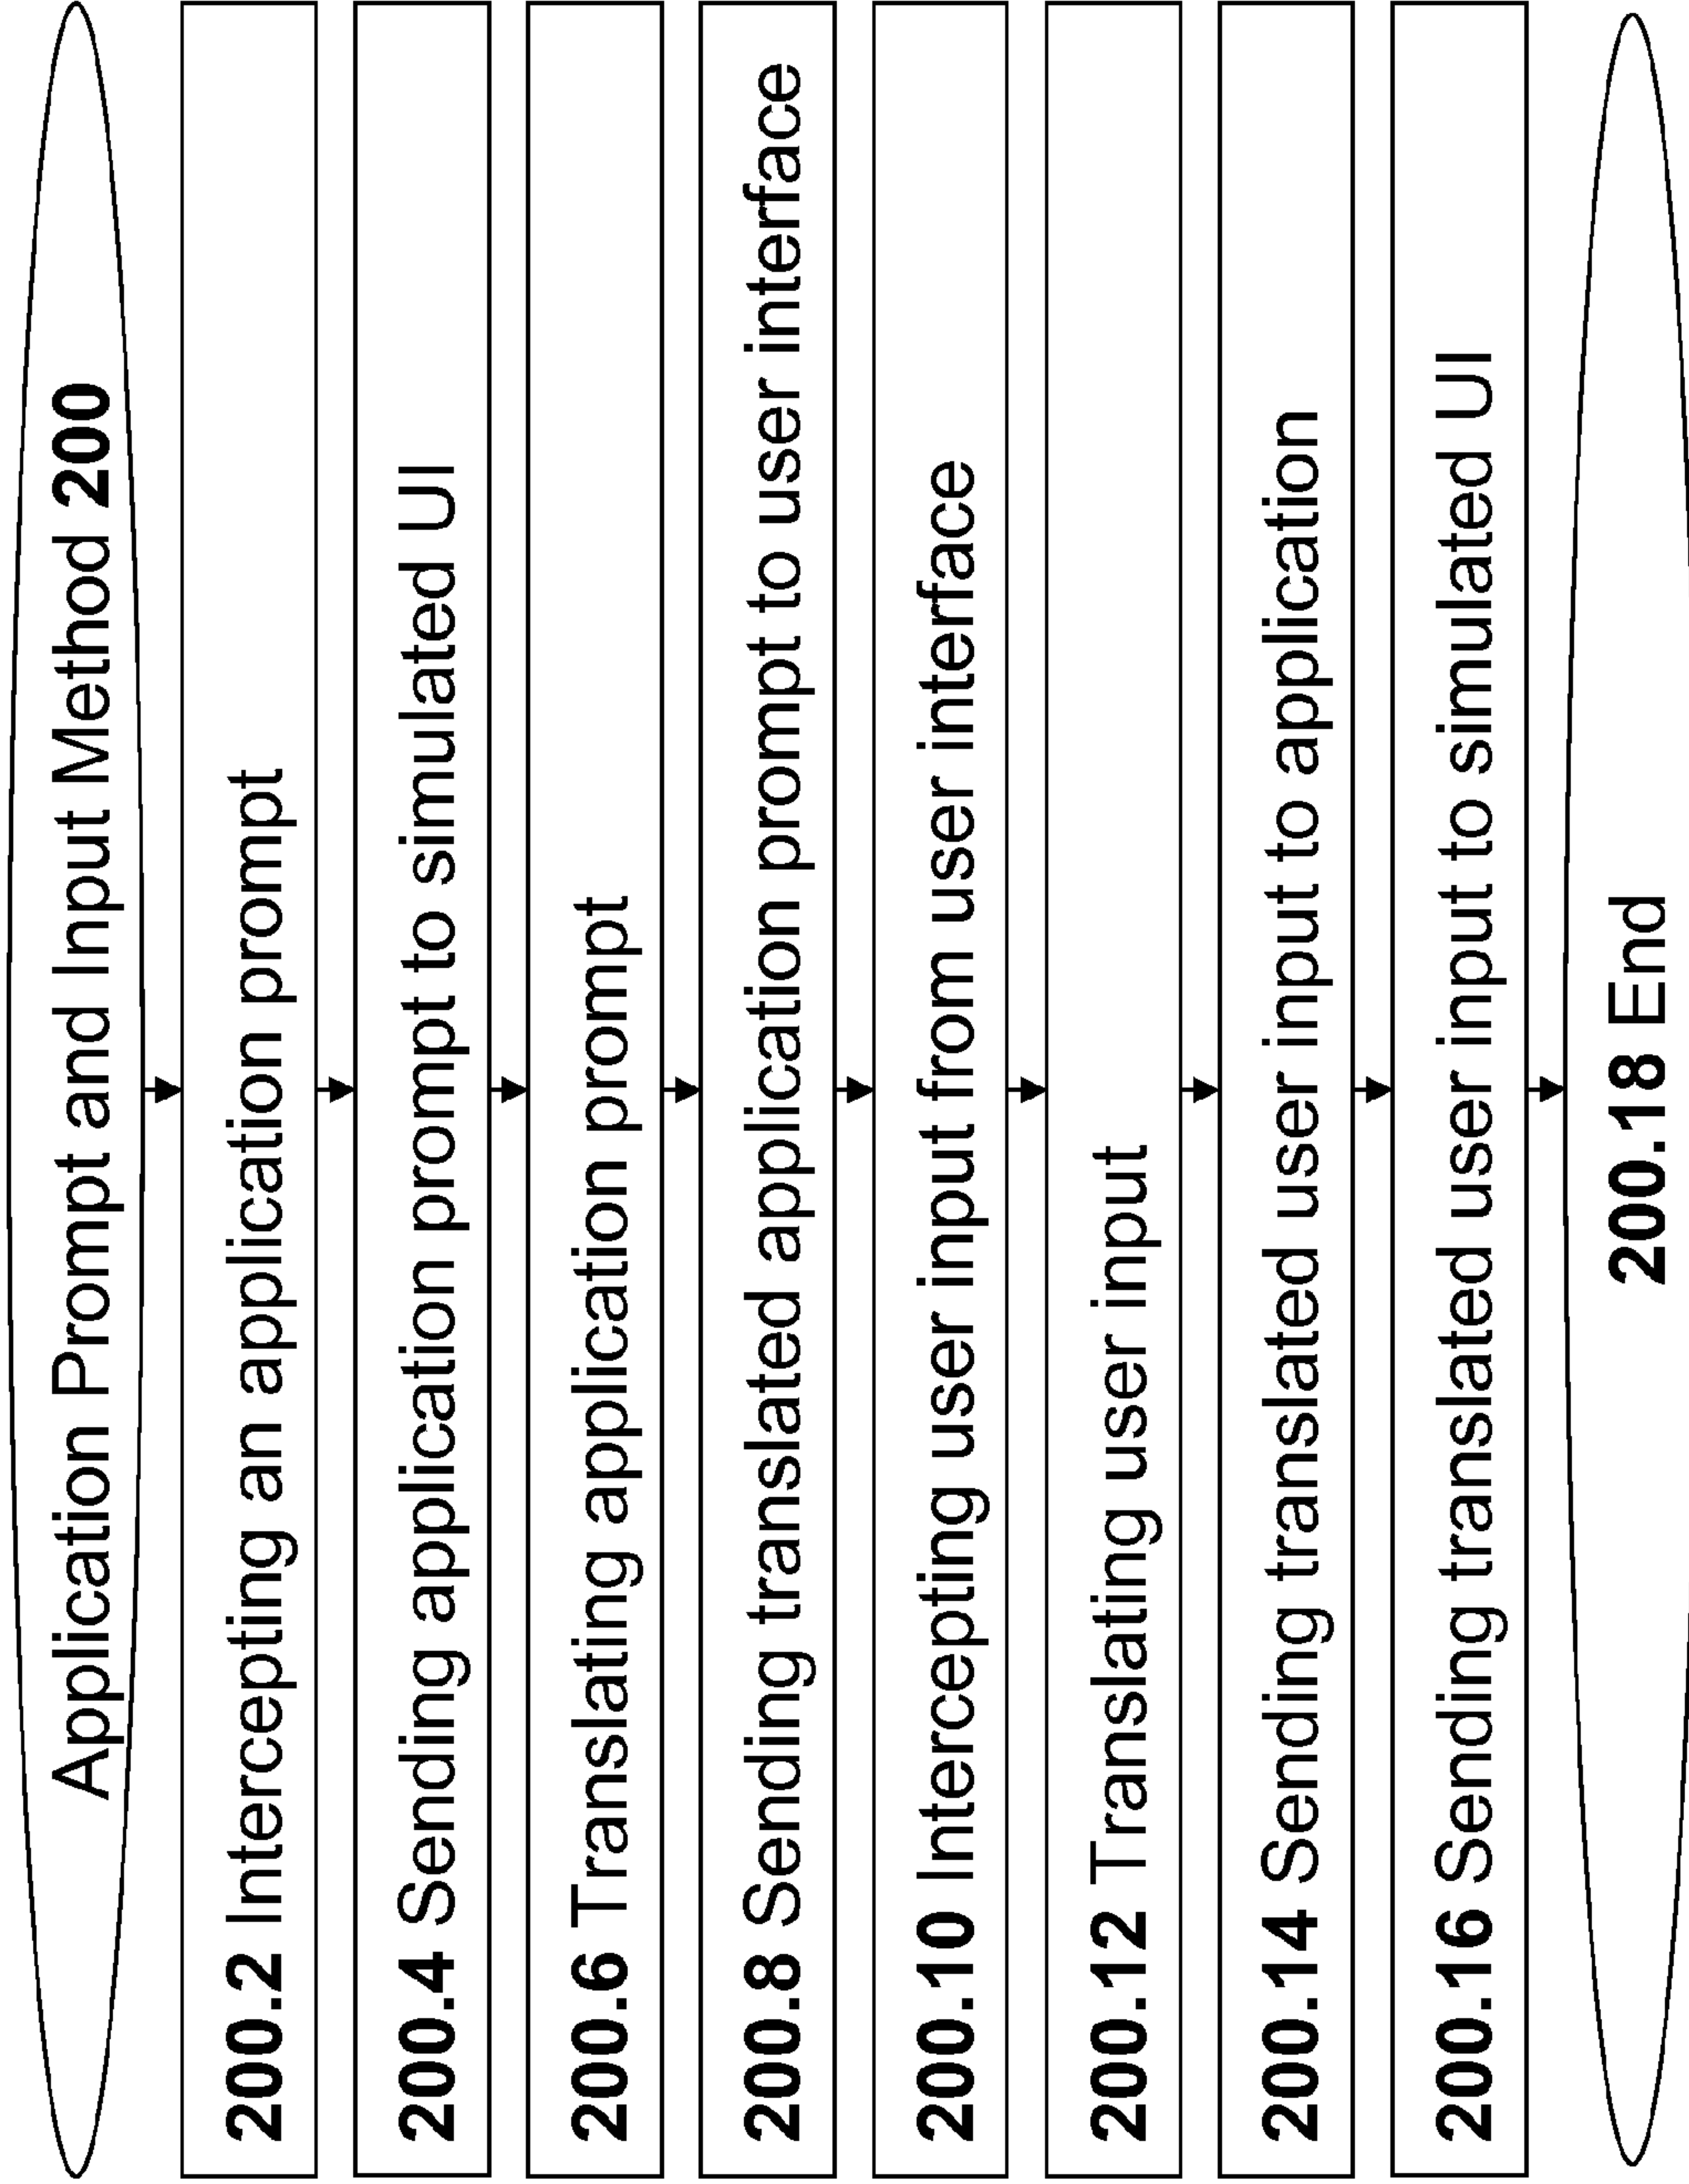 Application Prompt and Input Method 200
200.2 Intercepting an application prompt
200.4 Sending application prompt to simulated UI
200.6 Translating application prompt
200.8 Sending translated application prompt to user interface
200.10 Intercepting user input from user interface
200.12 Translating user input
200.14 Sending translated user input to application
200.16 Sending translated user input to simulated UI
200.18 End